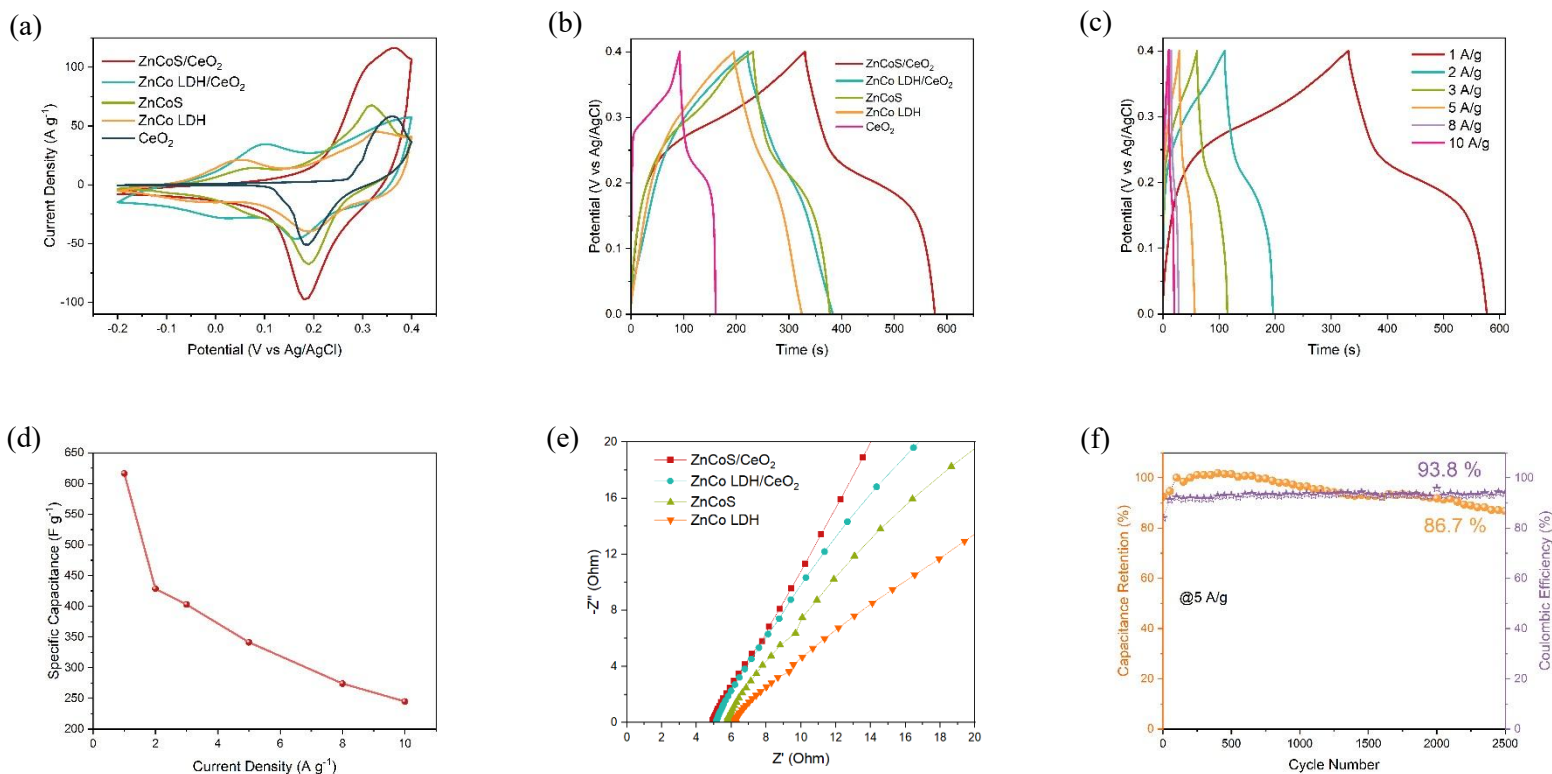 (a)
ZnCoS/CeO₂
ZnCo LDH/CeO₂
ZnCoS
ZnCo LDH
CeO₂
100
50
0
-50
-100
Current Density (A g⁻¹)
-0.2
-0.1
0.0
0.1
0.2
0.3
0.4
Potential (V vs Ag/AgCl)
(b)
ZnCoS/CeO₂
ZnCo LDH/CeO₂
ZnCoS
ZnCo LDH
CeO₂
0.4
0.3
0.2
0.1
0.0
Potential (V vs Ag/AgCl)
0
100
200
300
400
500
600
Time (s)
(c)
1 A/g
2 A/g
3 A/g
5 A/g
8 A/g
10 A/g
0.4
0.3
0.2
0.1
0.0
Potential (V vs Ag/AgCl)
0
100
200
300
400
500
600
Time (s)
(d)
650
600
550
500
450
400
350
300
250
200
Specific Capacitance (F g⁻¹)
0
2
4
6
8
10
Current Density (A g⁻¹)
(e)
ZnCoS/CeO₂
ZnCo LDH/CeO₂
ZnCoS
ZnCo LDH
20
16
12
8
4
0
-Z" (Ohm)
0
2
4
6
8
10
12
14
16
18
20
Z' (Ohm)
(f)
93.8 %
86.7 %
@5 A/g
100
80
60
40
20
0
Capacitance Retention (%)
100
80
60
40
20
0
Coulombic Efficiency (%)
0
500
1000
1500
2000
2500
Cycle Number